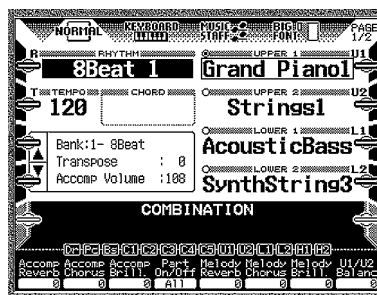 NORMAL KEYBOARD MUSIC STAFF BIG FONT PAGE 1/2
R RHYTHM UPPER 1 U1
8Beat 1 Grand Piano1
T TEMPO CHORD UPPER 2 U2
120 Strings1
LOWER 1 L1
Bank:1- 8Beat AcousticBass
Transpose : 0
LOWER 2 L2
Accomp Volume :108 SynthString3
COMBINATION
Dr Pc Bs C1 C2 C3 C4 C5 U1 U2 L1 L2 H1 H2
Accomp Accomp Accomp Part Melody Melody Melody U1/U2
Reverb Chorus Brill. On/Off Reverb Chorus Brill. Balanc
0 0 0 All 0 0 0 0